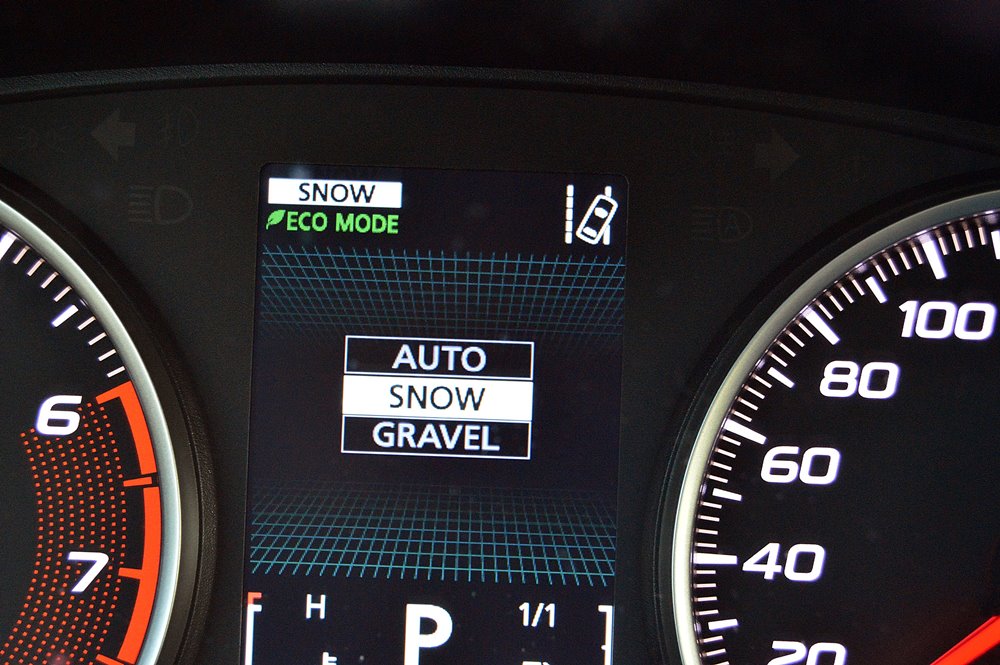 SNOW
ECO MODE
AUTO
SNOW
GRAVEL
6
7
100
80
60
40
20
F
H
P
1/1